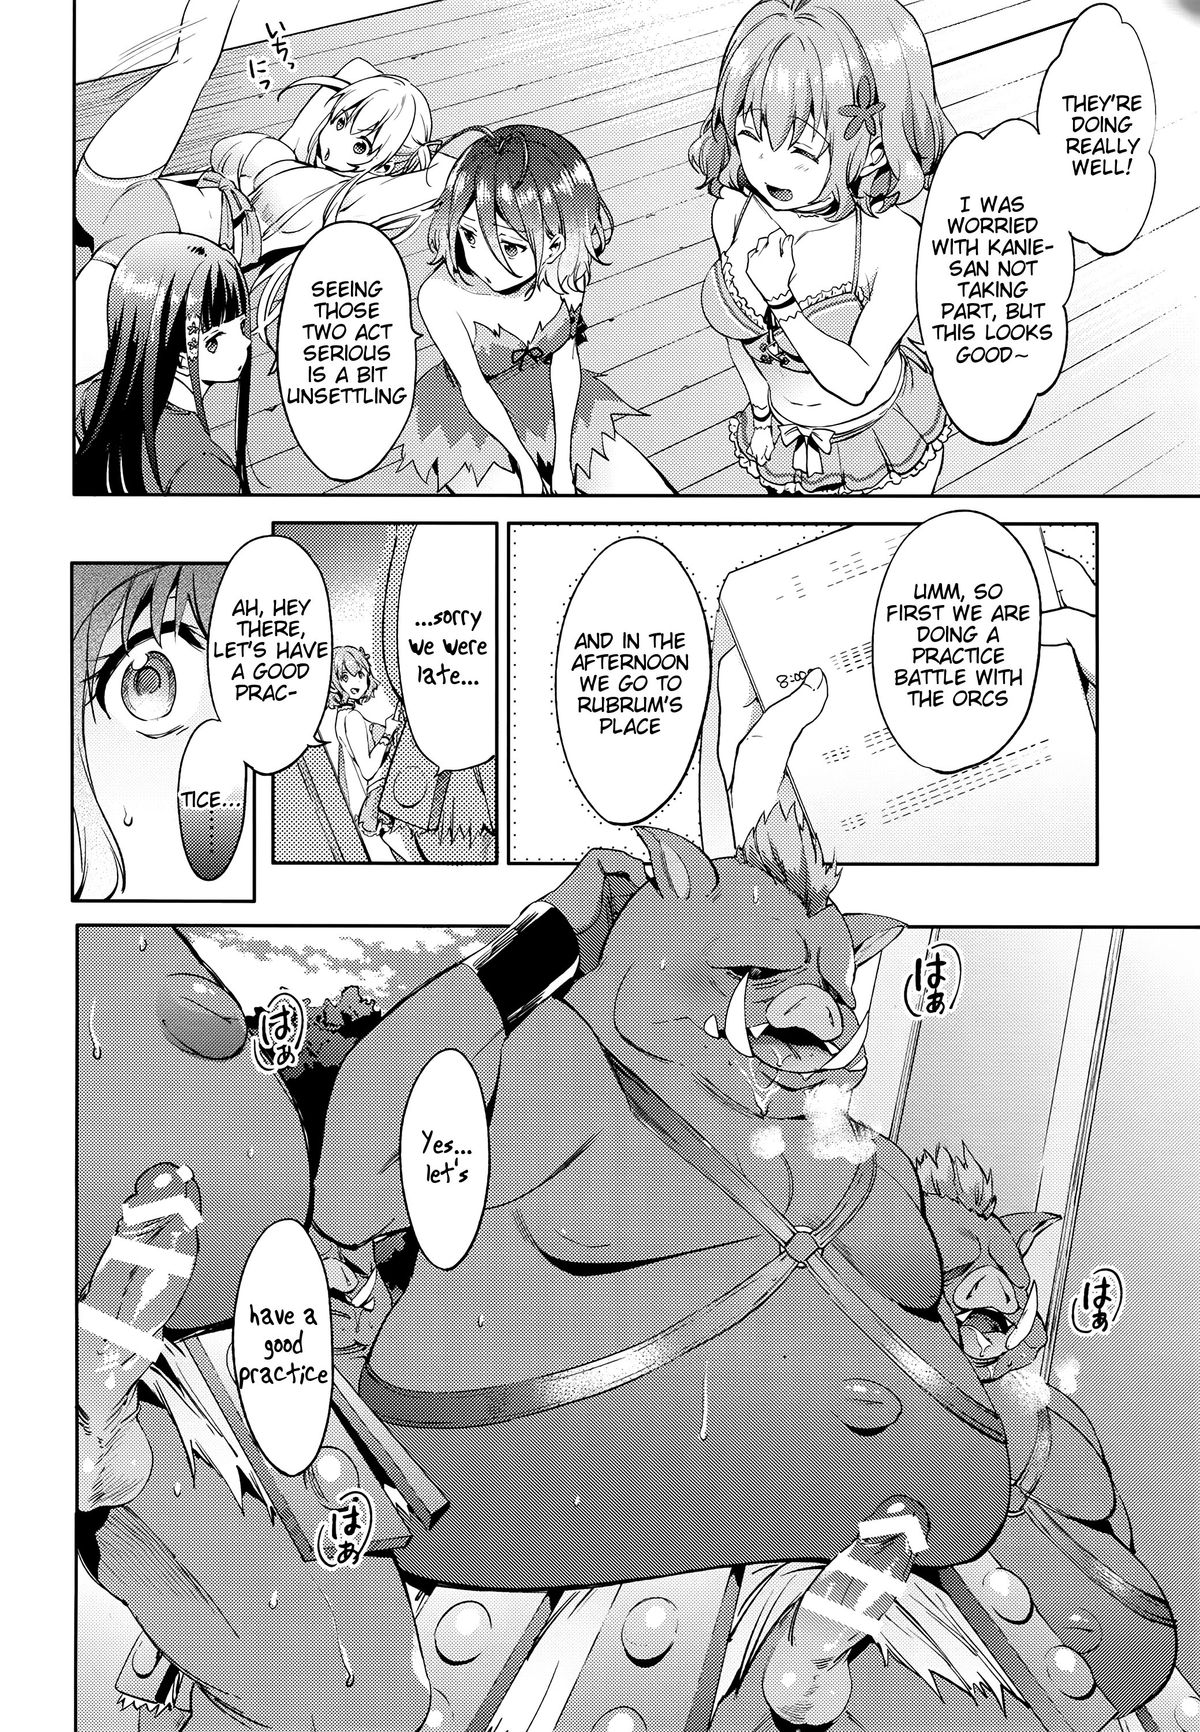 THEY'RE
DOING
REALLY
WELL!
I WAS
WORRIED
WITH KANIE-
SAN NOT
TAKING
PART, BUT
THIS LOOKS
GOOD~
いちっ
にっ
SEEING
THOSE
TWO ACT
SERIOUS
IS A BIT
UNSETTLING
UMM, SO
FIRST WE ARE
DOING A
PRACTICE
BATTLE WITH
THE ORCS
8:00
AND IN THE
AFTERNOON
WE GO TO
RUBRUM'S
PLACE
...sorry
we were
late...
AH, HEY
THERE,
LET'S HAVE
A GOOD
PRAC-
TICE...
......
はぁ
はぁ
Yes...
let's
はぁ
have a
good
practice
はぁ